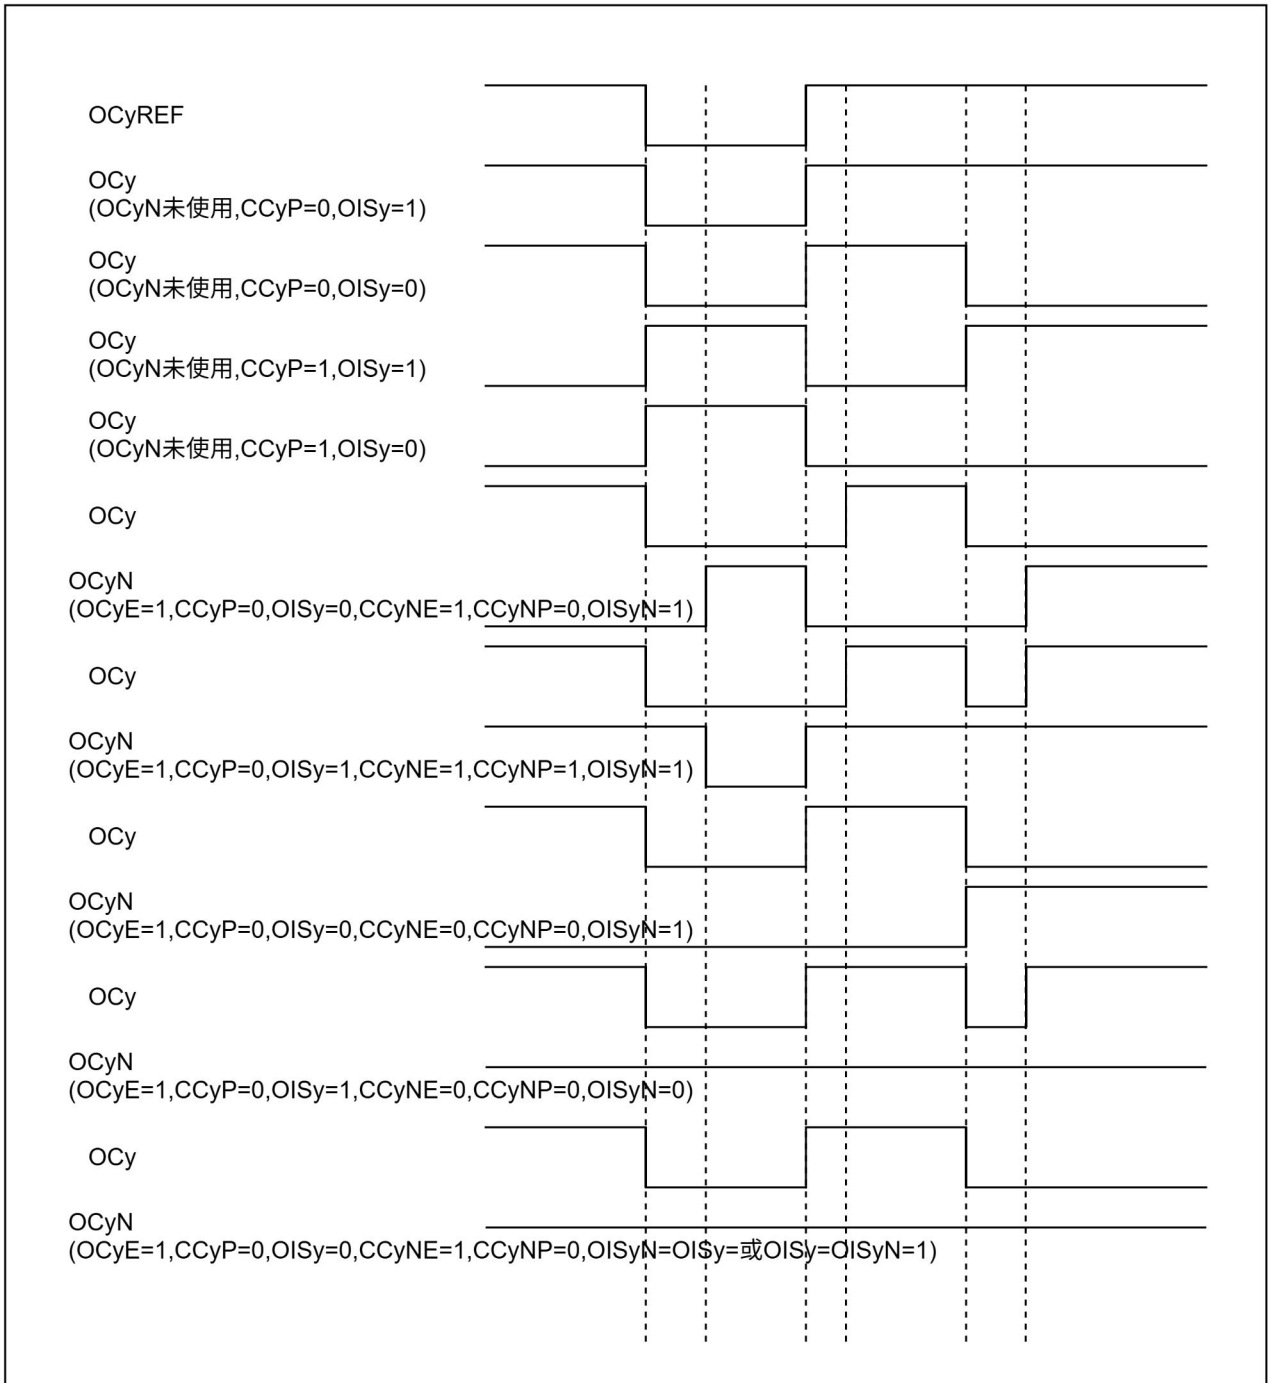 OCyREF
OCy
(OCyN未使用,CCyP=0,OISy=1)
OCy
(OCyN未使用,CCyP=0,OISy=0)
OCy
(OCyN未使用,CCyP=1,OISy=1)
OCy
(OCyN未使用,CCyP=1,OISy=0)
OCy
OCyN
(OCyE=1,CCyP=0,OISy=0,CCyNE=1,CCyNP=0,OISyN=1)
OCy
OCyN
(OCyE=1,CCyP=0,OISy=1,CCyNE=1,CCyNP=1,OISyN=1)
OCy
OCyN
(OCyE=1,CCyP=0,OISy=0,CCyNE=0,CCyNP=0,OISyN=1)
OCy
OCyN
(OCyE=1,CCyP=0,OISy=1,CCyNE=0,CCyNP=0,OISyN=0)
OCy
OCyN
(OCyE=1,CCyP=0,OISy=0,CCyNE=1,CCyNP=0,OISyN=OISy=或OISy=OISyN=1)